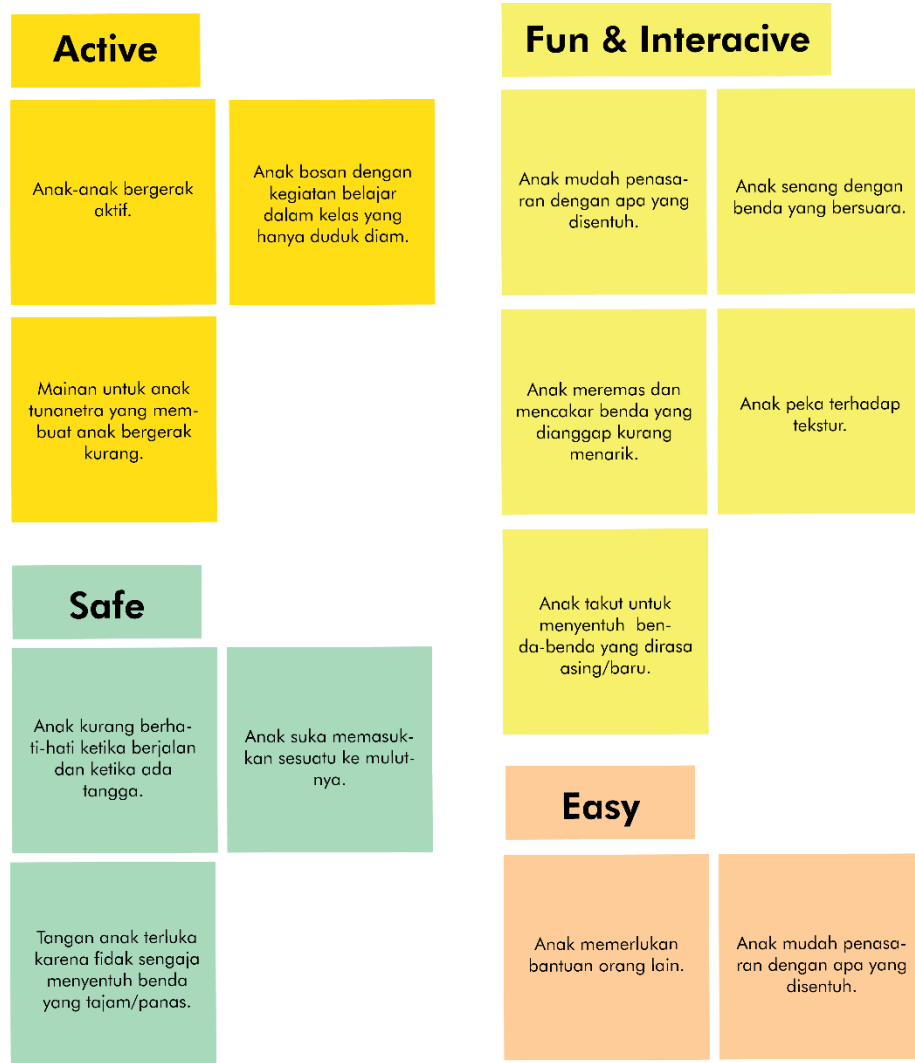 Active
Anak-anak bergerak
aktif.
Anak bosan dengan
kegiatan belajar
dalam kelas yang
hanya duduk diam.
Mainan untuk anak
tunanetra yang mem-
buat anak bergerak
kurang.
Fun & Interacive
Anak mudah penasa-
ran dengan apa yang
disentuh.
Anak senang dengan
benda yang bersuara.
Anak meremas dan
mencakar benda yang
dianggap kurang
menarik.
Anak peka terhadap
tekstur.
Anak takut untuk
menyentuh ben-
da-benda yang dirasa
asing/baru.
Safe
Anak kurang berha-
ti-hati ketika berjalan
dan ketika ada
tangga.
Anak suka memasuk-
kan sesuatu ke mulut-
nya.
Tangan anak terluka
karena fidak sengaja
menyentuh benda
yang tajam/panas.
Easy
Anak memerlukan
bantuan orang lain.
Anak mudah penasa-
ran dengan apa yang
disentuh.